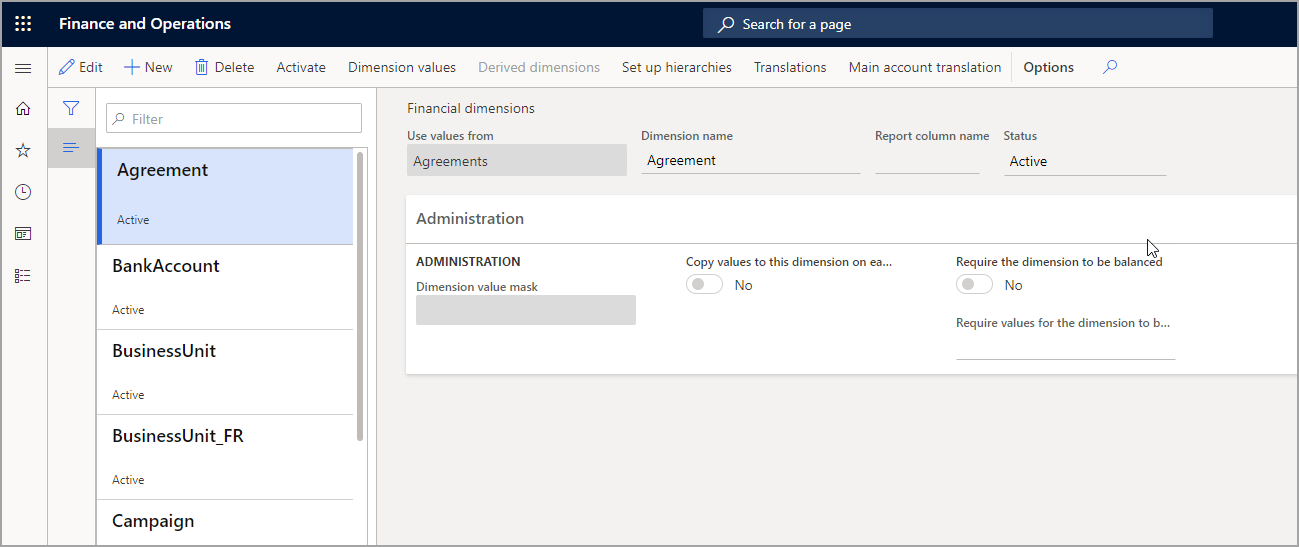 Finance and Operations
Search for a page
Edit
New
Delete
Activate
Dimension values
Derived dimensions
Set up hierarchies
Translations
Main account translation
Options
Filter
Agreement
Active
BankAccount
Active
BusinessUnit
Active
BusinessUnit_FR
Active
Campaign
Financial dimensions
Use values from
Agreements
Dimension name
Agreement
Report column name
Status
Active
Administration
ADMINISTRATION
Dimension value mask
Copy values to this dimension on ea...
No
Require the dimension to be balanced
No
Require values for the dimension to b...